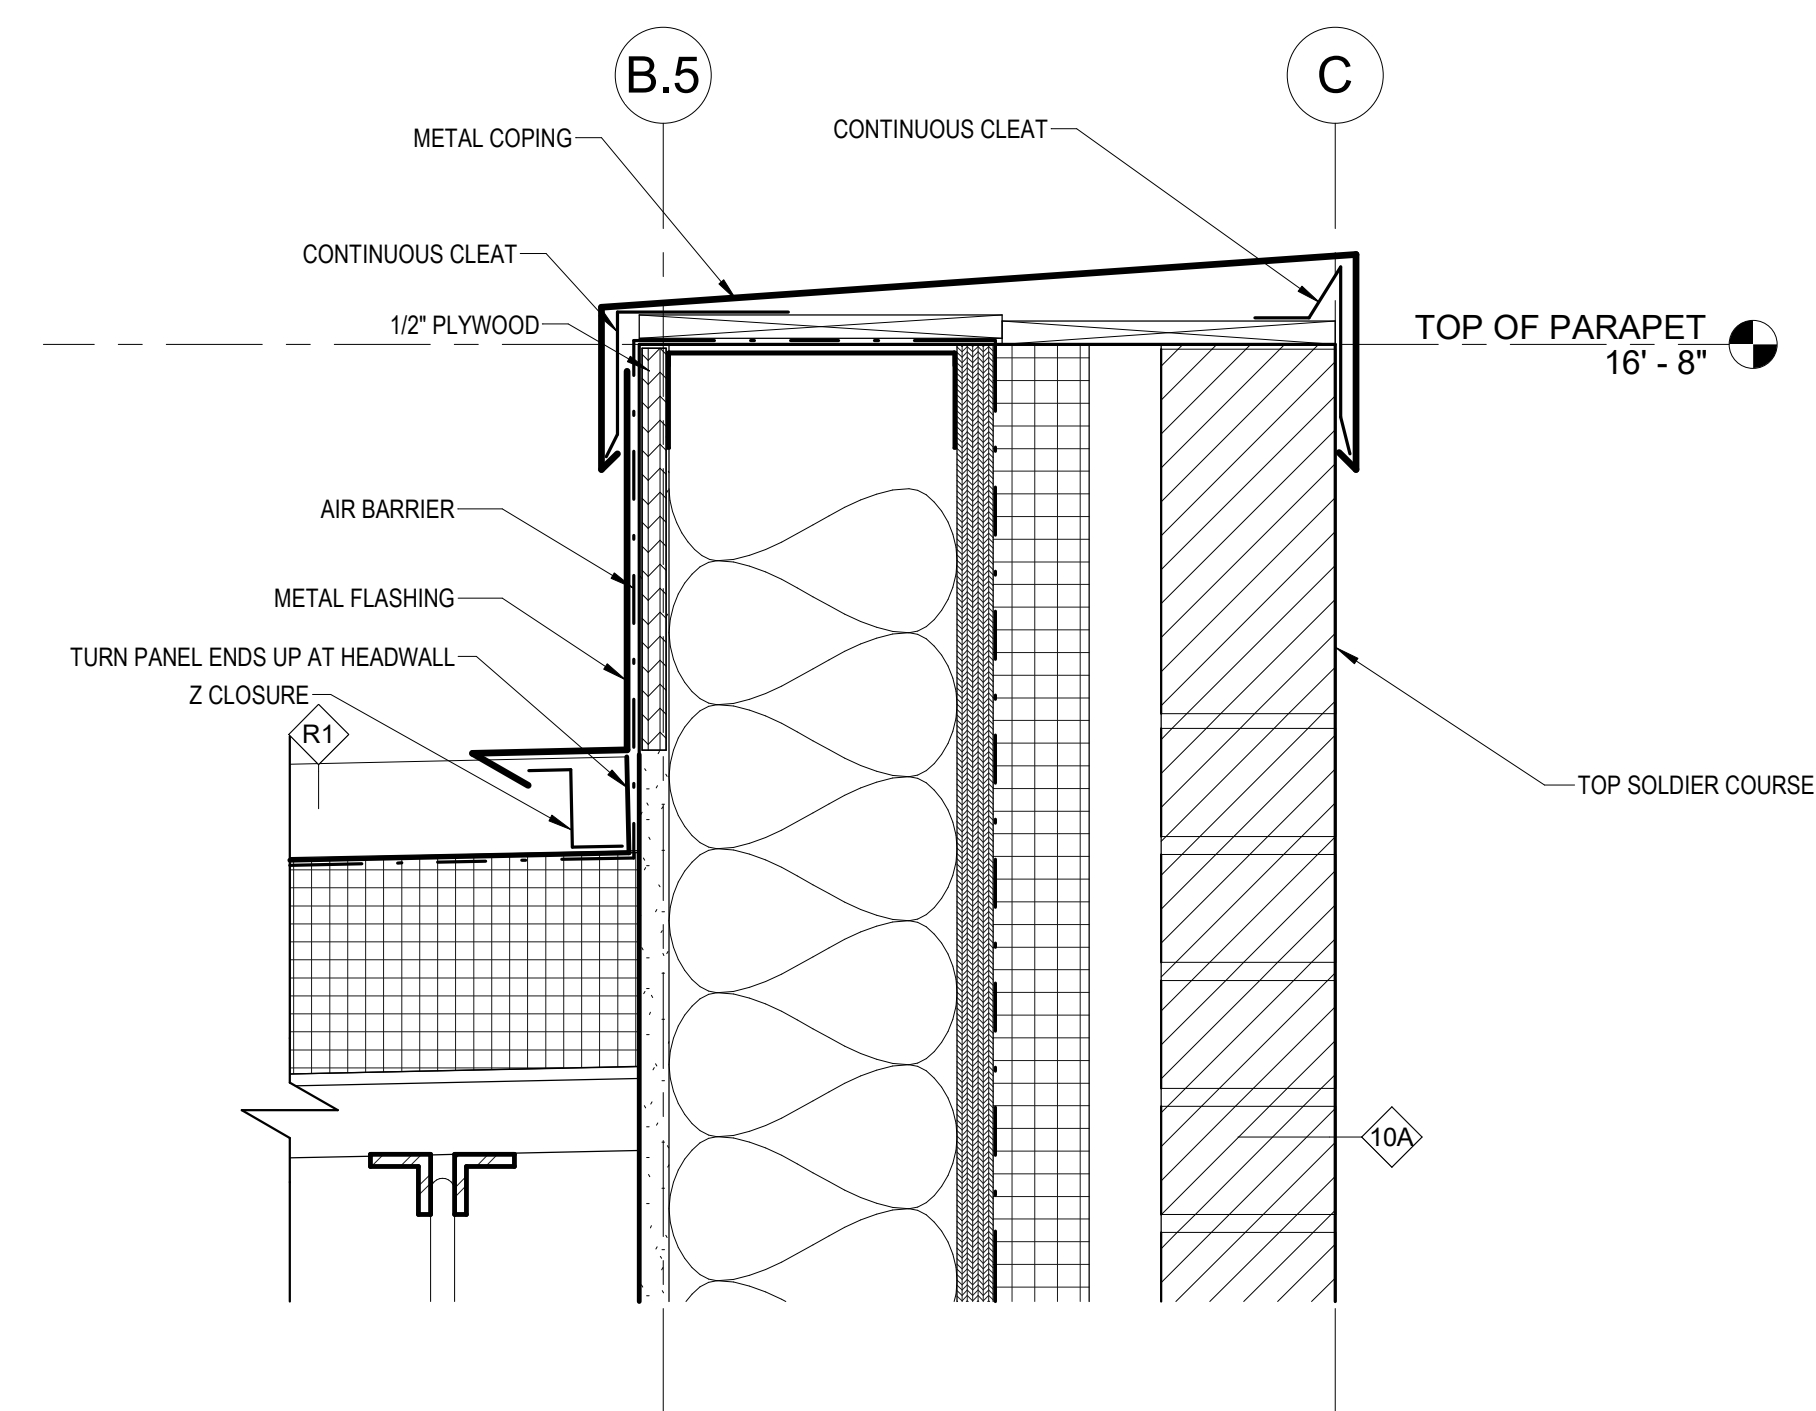 B.5
C
METAL COPING
CONTINUOUS CLEAT
CONTINUOUS CLEAT
1/2" PLYWOOD
TOP OF PARAPET
16' - 8"
AIR BARRIER
METAL FLASHING
TURN PANEL ENDS UP AT HEADWALL
Z CLOSURE
R1
TOP SOLDIER COURSE
10A